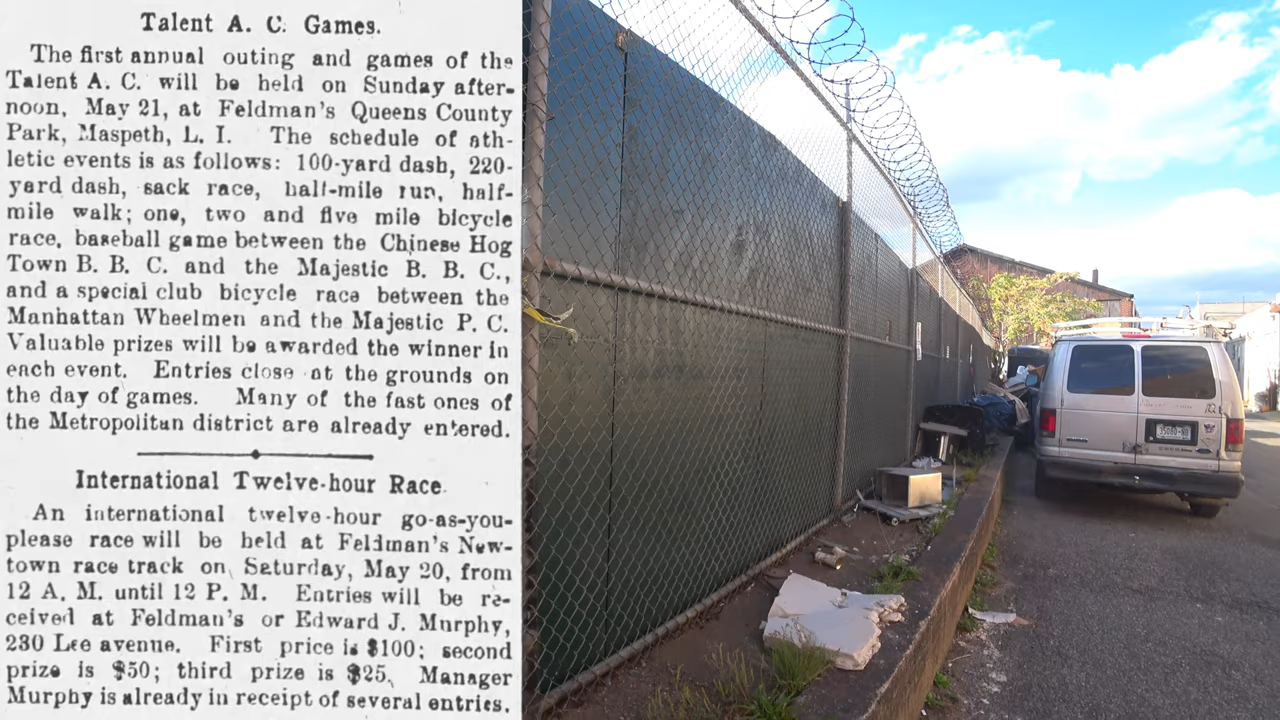 Talent A. C. Games.
The first annual outing and games of the
Talent A. C. will be held on Sunday after-
noon, May 21, at Feldman's Queens County
Park, Maspeth, L. I. The schedule of ath-
letic events is as follows: 100-yard dash, 220-
yard dash, sack race, half-mile run, half-
mile walk; one, two and five mile bicycle
race, baseball game between the Chinese Hog
Town B. B. C. and the Majestic B. B. C.,
and a special club bicycle race between the
Manhattan Wheelmen and the Majestic P. C.
Valuable prizes will be awarded the winner in
each event. Entries close at the grounds on
the day of games. Many of the fast ones of
the Metropolitan district are already entered.
International Twelve-hour Race
An international twelve-hour go-as-you-
please race will be held at Feldman's New-
town race track on Saturday, May 20, from
12 A. M. until 12 P. M. Entries will be re-
ceived at Feldman's or Edward J. Murphy,
230 Lee avenue. First price is $100; second
prize is $50; third prize is $25. Manager
Murphy is already in receipt of several entries.